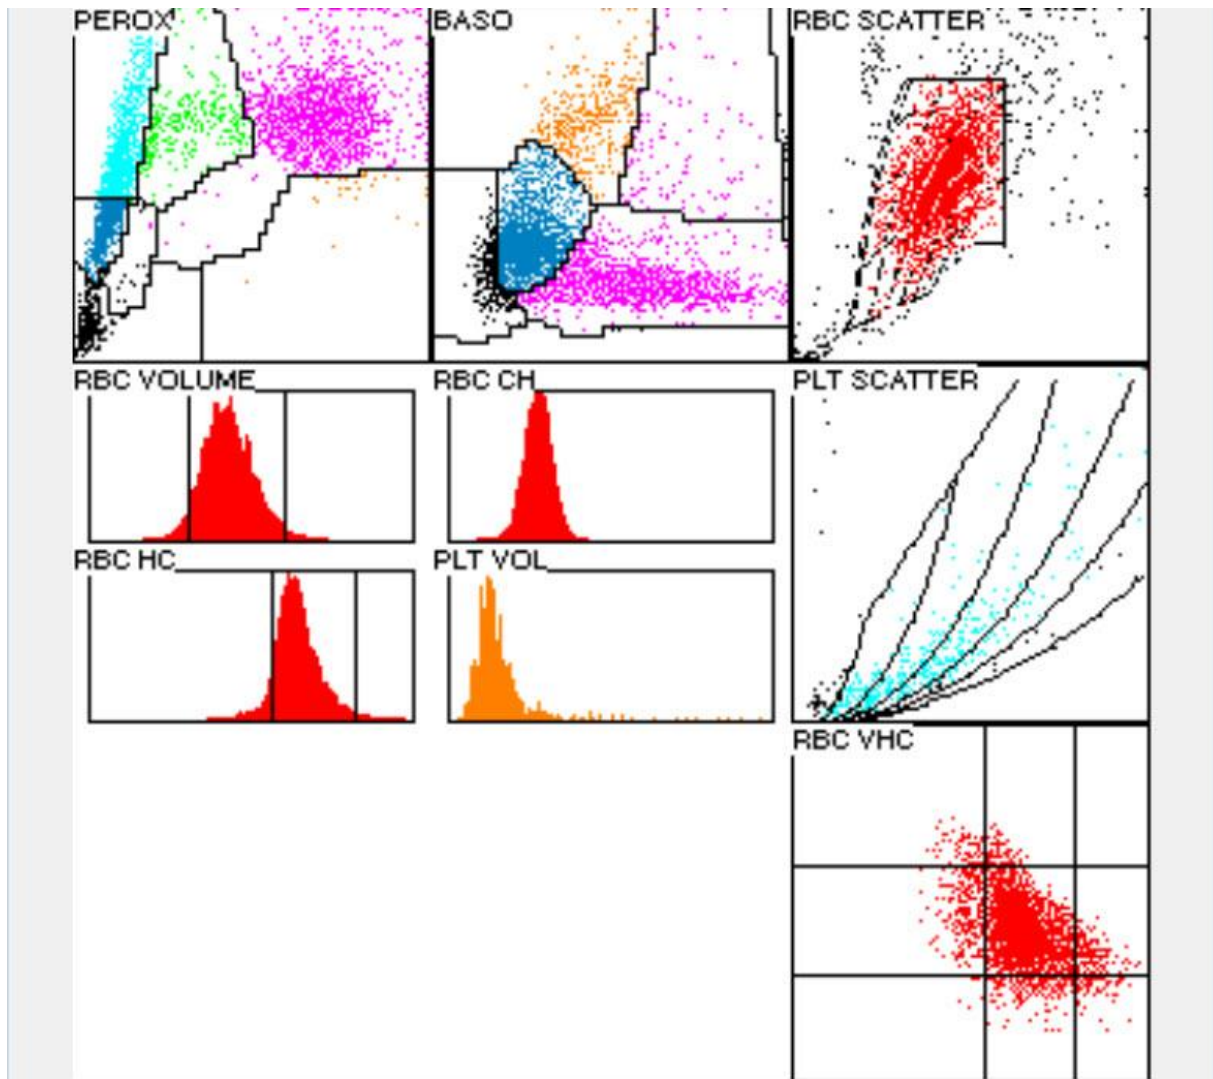 PEROX
BASO
RBC SCATTER
RBC VOLUME
RBC CH
PLT SCATTER
RBC HC
PLT VOL
RBC VHC